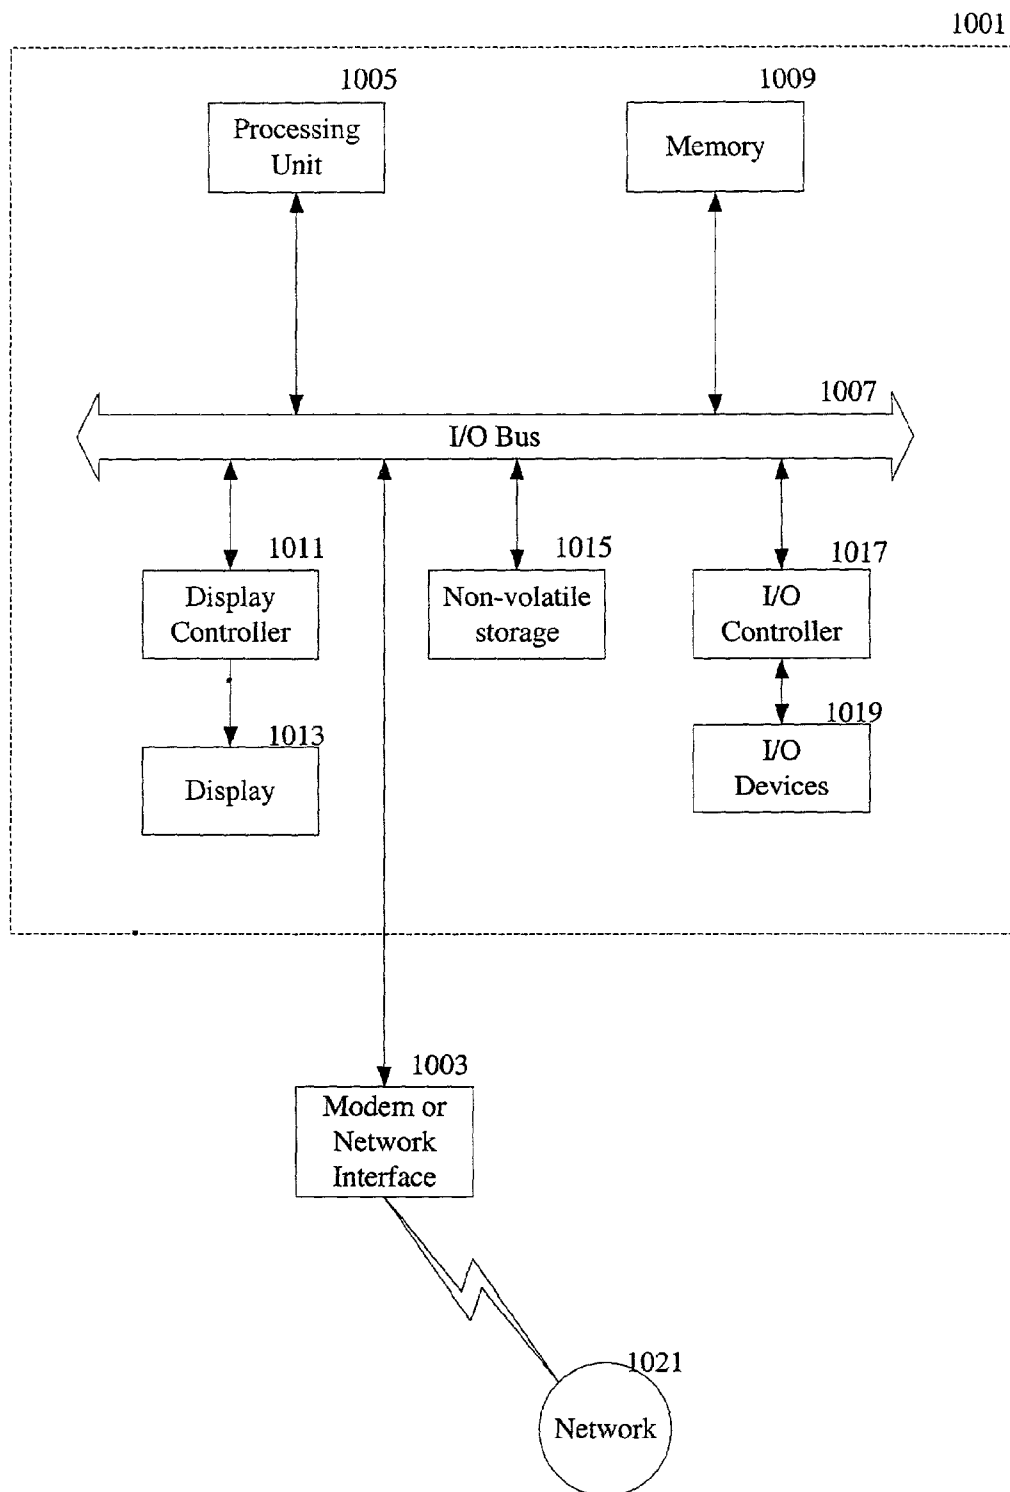 1001
1005
1009
Processing
Unit
Memory
1007
I/O Bus
1011
1015
1017
Display
Controller
Non-volatile
storage
I/O
Controller
1013
1019
Display
I/O
Devices
1003
Modem or
Network
Interface
1021
Network